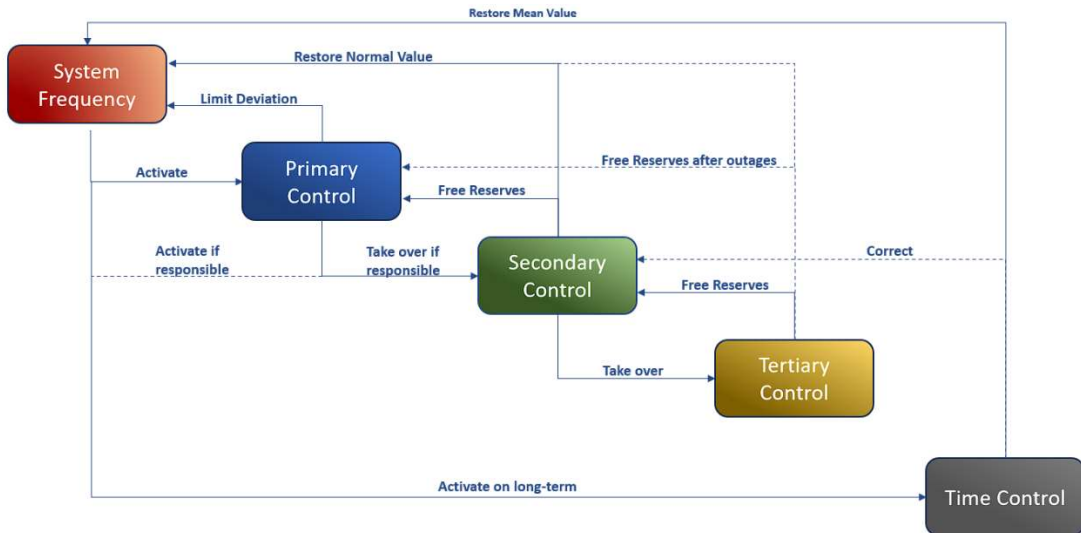 Restore Mean Value
System
Frequency
Restore Normal Value
Limit Deviation
Activate
Primary
Control
Free Reserves after outages
Free Reserves
Activate if
responsible
Take over if
responsible
Secondary
Control
Correct
Free Reserves
Take over
Tertiary
Control
Activate on long-term
Time Control